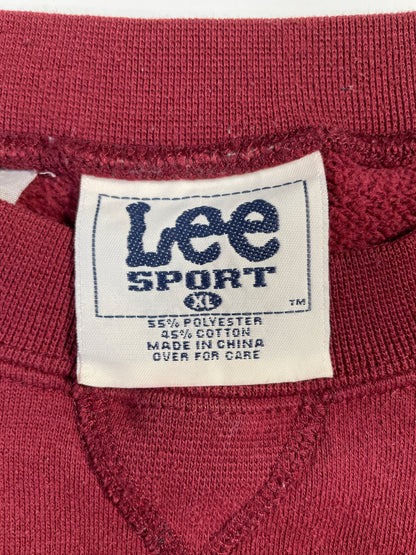 Lee
SPORT
XL
TM
55% POLYESTER
45% COTTON
MADE IN CHINA
OVER FOR CARE